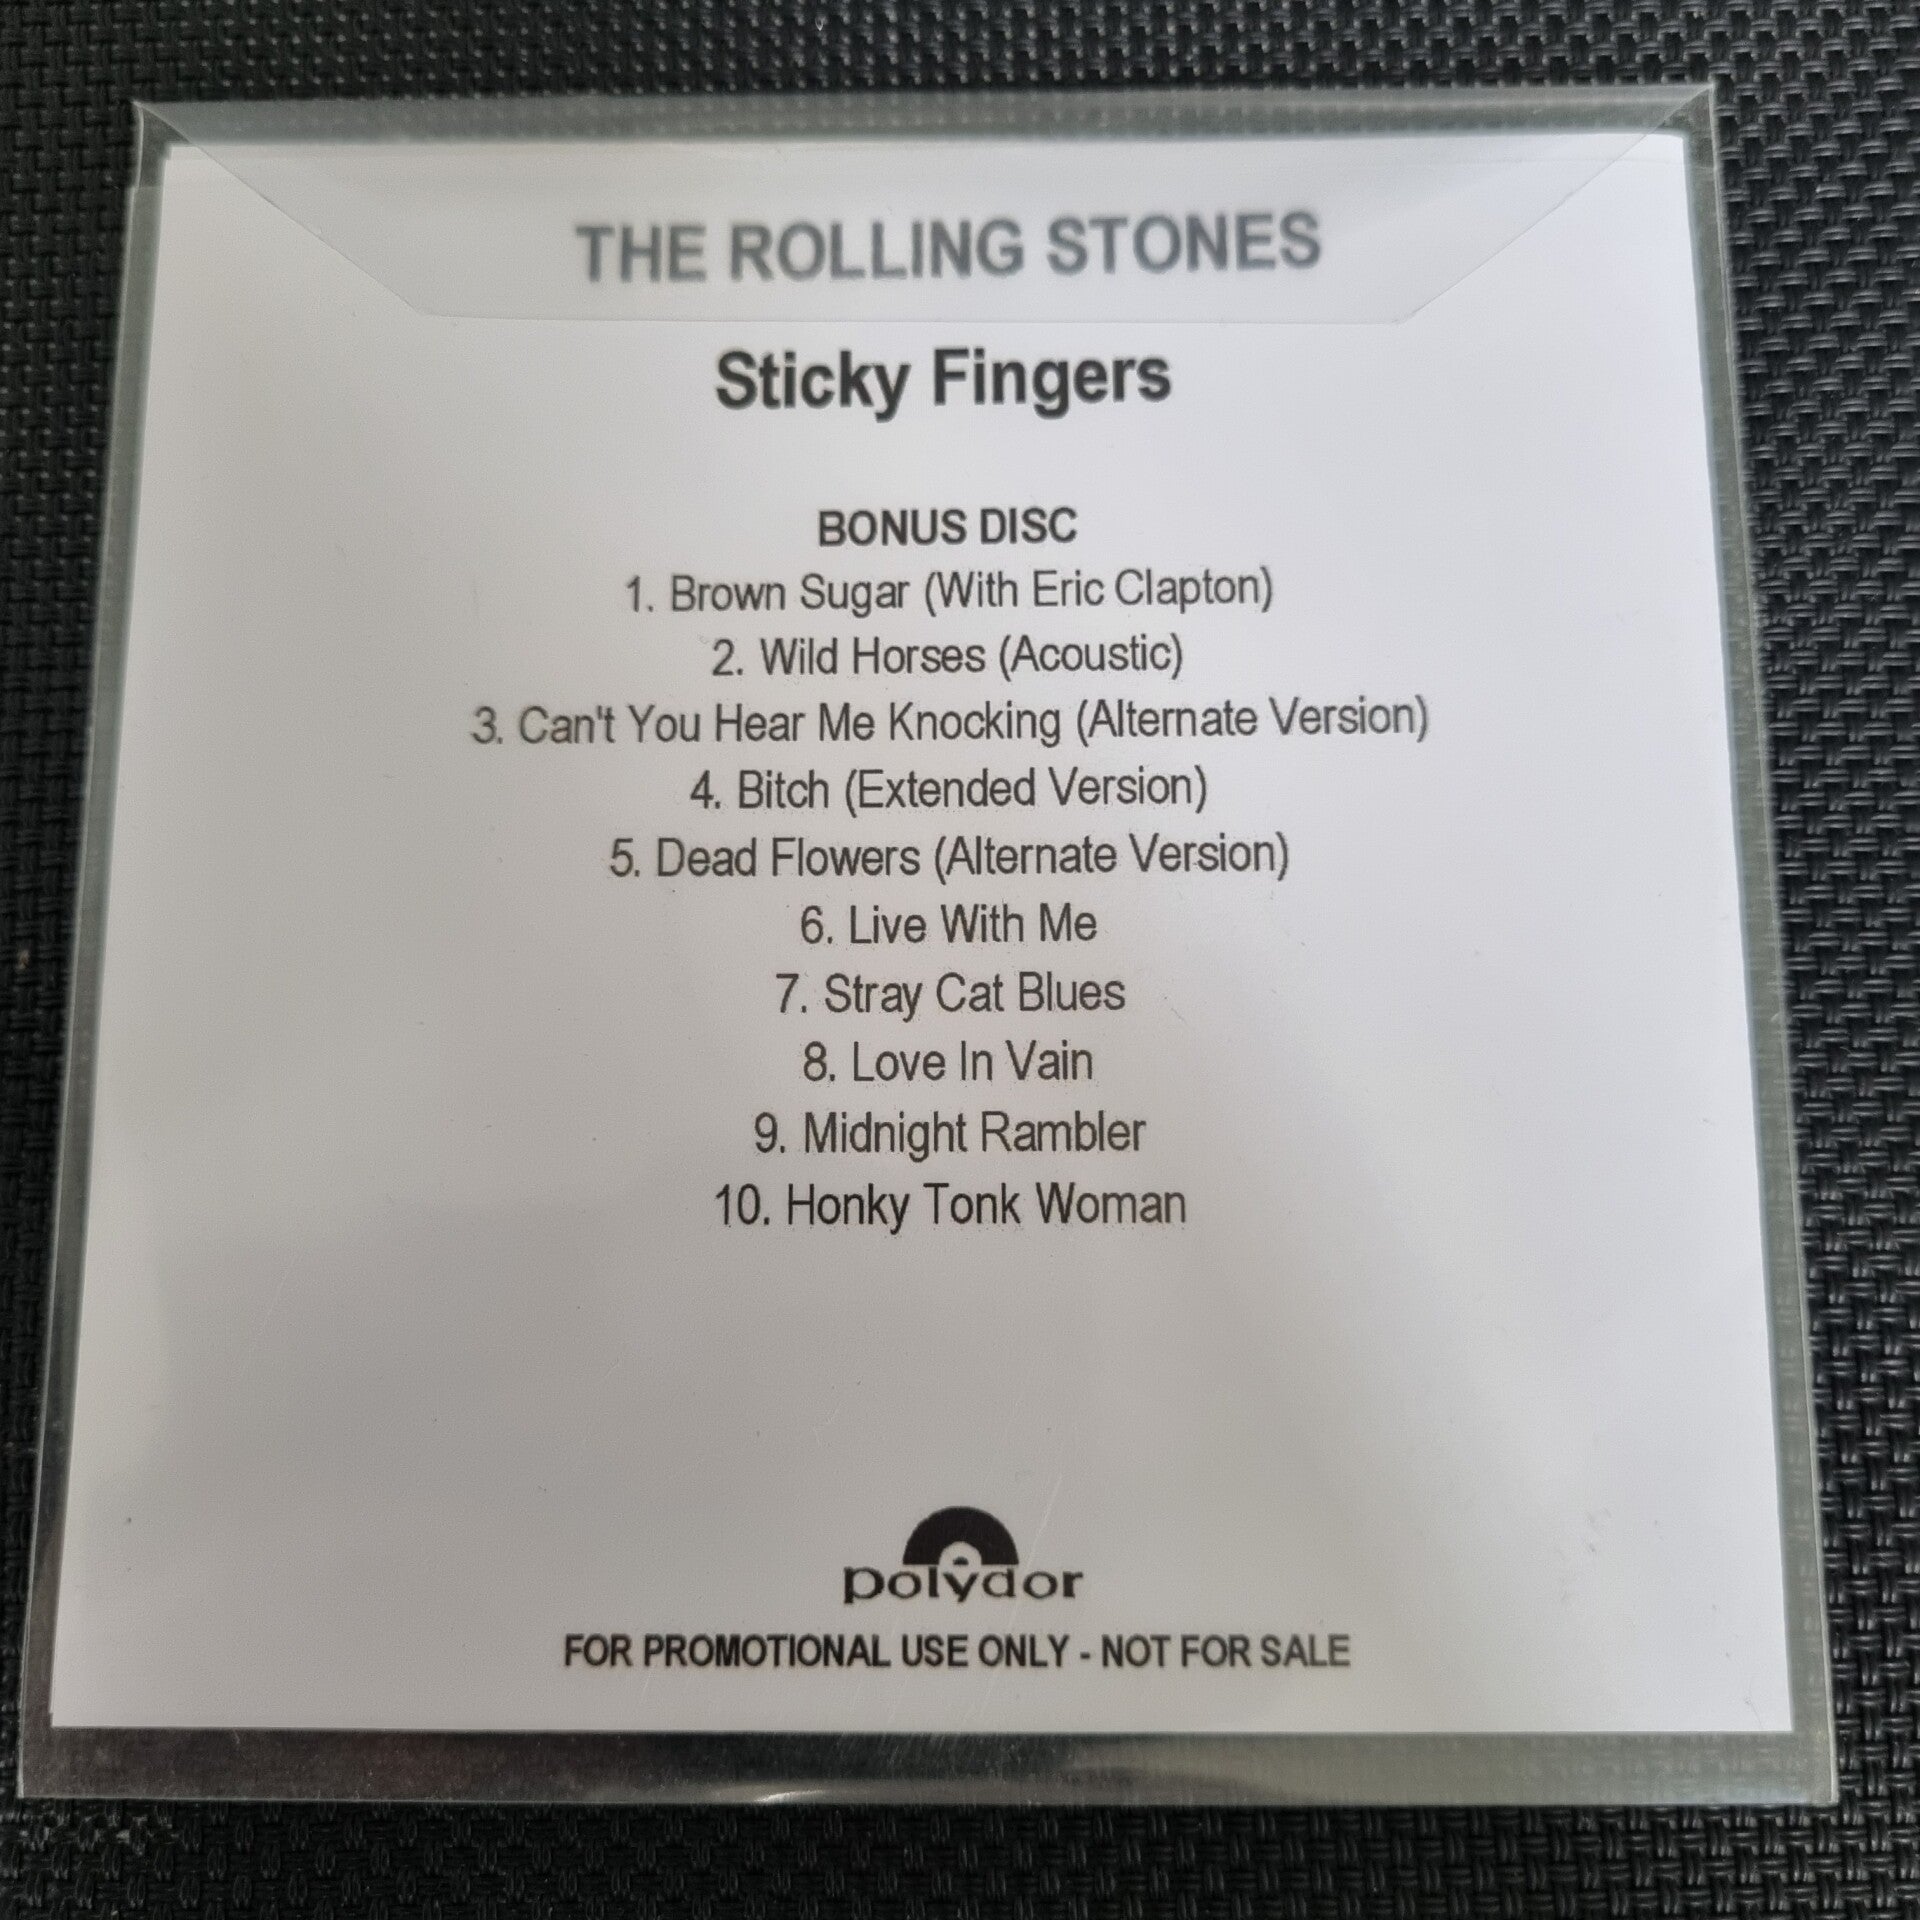 THE ROLLING STONES
Sticky Fingers
BONUS DISC
1. Brown Sugar (With Eric Clapton)
2. Wild Horses (Acoustic)
3. Can't You Hear Me Knocking (Alternate Version)
4. Bitch (Extended Version)
5. Dead Flowers (Alternate Version)
6. Live With Me
7. Stray Cat Blues
8. Love In Vain
9. Midnight Rambler
10. Honky Tonk Woman
polydor
FOR PROMOTIONAL USE ONLY - NOT FOR SALE